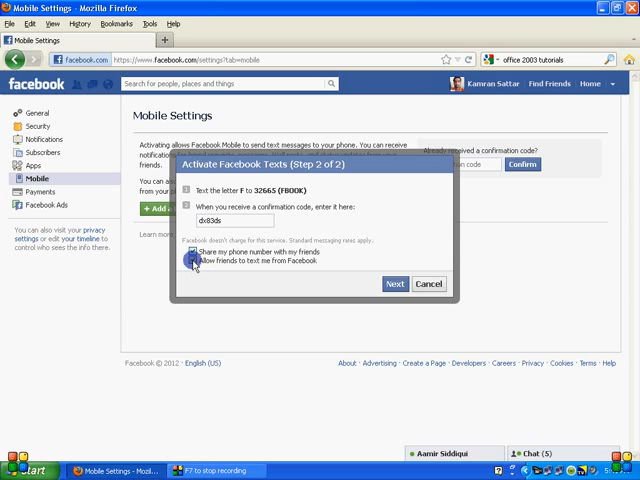 Mobile Settings - Mozilla Firefox
File Edit View History Bookmarks Tools Help
Mobile Settings
facebook.com https://www.facebook.com/settings?tab=mobile office 2003 tutorials
facebook Search for people, places and things Kamran Sattar Find Friends Home
General
Security
Notifications
Subscribers
Apps
Mobile
Payments
Facebook Ads
You can also visit your privacy
settings or edit your timeline to
control who sees the info there.
Mobile Settings
Activating allows Facebook Mobile to send text messages to your phone. You can receive
friends.
Already received a confirmation code?
Confirm
You can
from your
Learn more
Activate Facebook Texts (Step 2 of 2)
1 Text the letter F to 32665 (FBOOK)
2 When you receive a confirmation code, enter it here:
dx83ds
Facebook doesn't charge for this service. Standard messaging rates apply.
Share my phone number with my friends
Allow friends to text me from Facebook
Next Cancel
Facebook © 2012 · English (US)
About · Advertising · Create a Page · Developers · Careers · Privacy · Cookies · Terms · Help
Aamir Siddiqui Chat (5)
start Mobile Settings - Mozil... F7 to stop recording